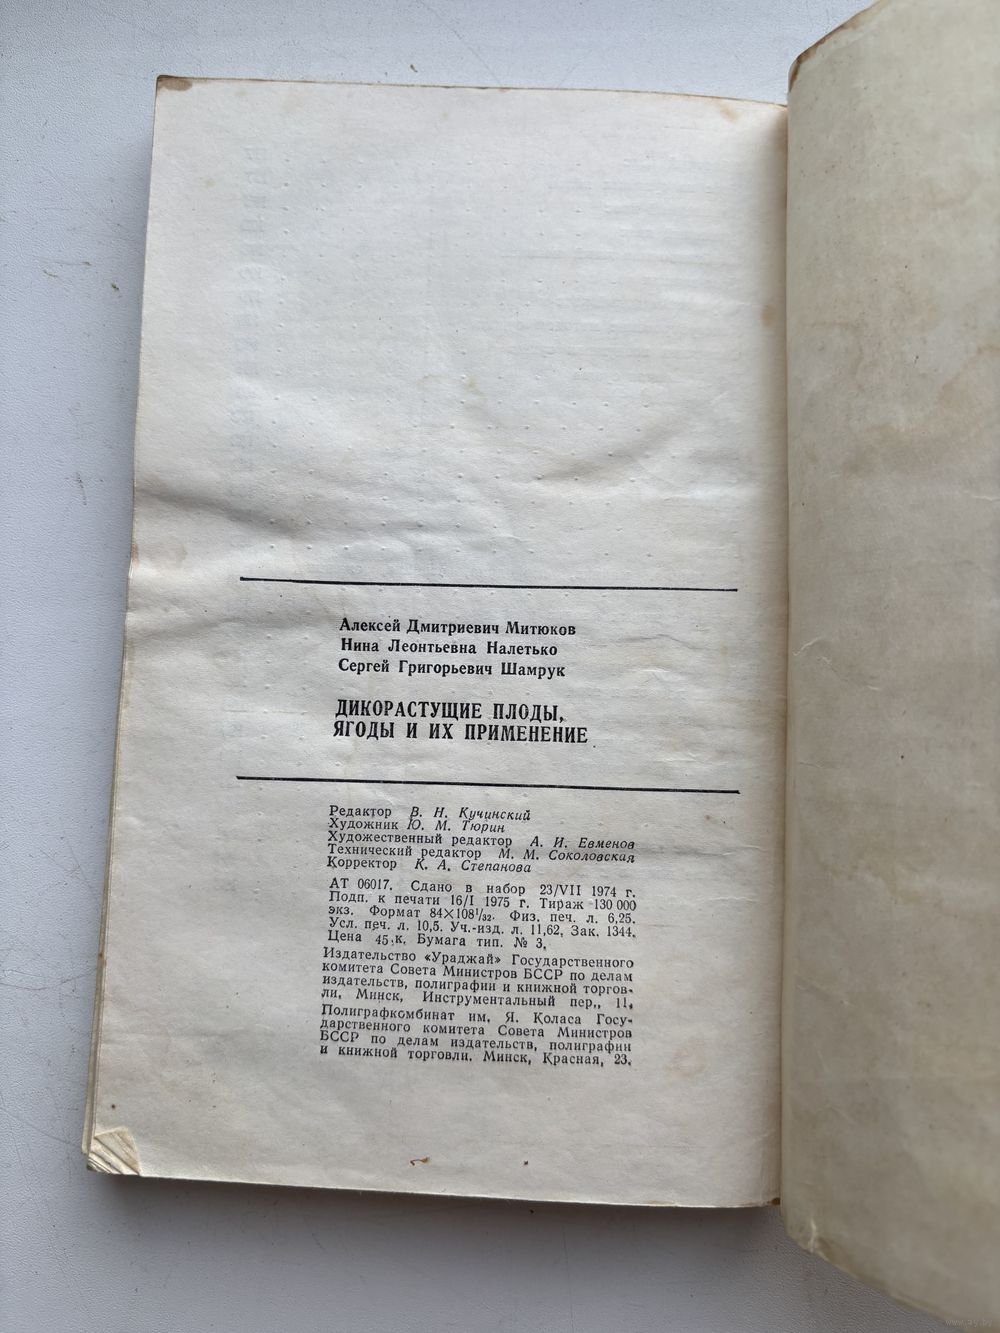 Алексей Дмитриевич Митюков
Нина Леонтьевна Налетько
Сергей Григорьевич Шамрук
ДИКОРАСТУЩИЕ ПЛОДЫ,
ЯГОДЫ И ИХ ПРИМЕНЕНИЕ
Редактор В. Н. Кучинский
Художник Ю. М. Тюрин
Художественный редактор А. И. Евменов
Технический редактор М. М. Соколовская
Корректор К. А. Степанова
АТ 06017. Сдано в набор 23/VII 1974 г.
Подп. к печати 16/I 1975 г. Тираж 130 000
экз. Формат 84×108¹/₃₂. Физ. печ. л. 6,25.
Усл. печ. л. 10,5. Уч.-изд. л. 11,62. Зак. 1344.
Цена 45 к. Бумага тип. № 3.
Издательство «Ураджай» Государственного
комитета Совета Министров БССР по делам
издательств, полиграфии и книжной торгов-
ли. Минск, Инструментальный пер., 11.
Полиграфкомбинат им. Я. Коласа Госу-
дарственного комитета Совета Министров
БССР по делам издательств, полиграфии
и книжной торговли. Минск, Красная, 23.
www.ay.by